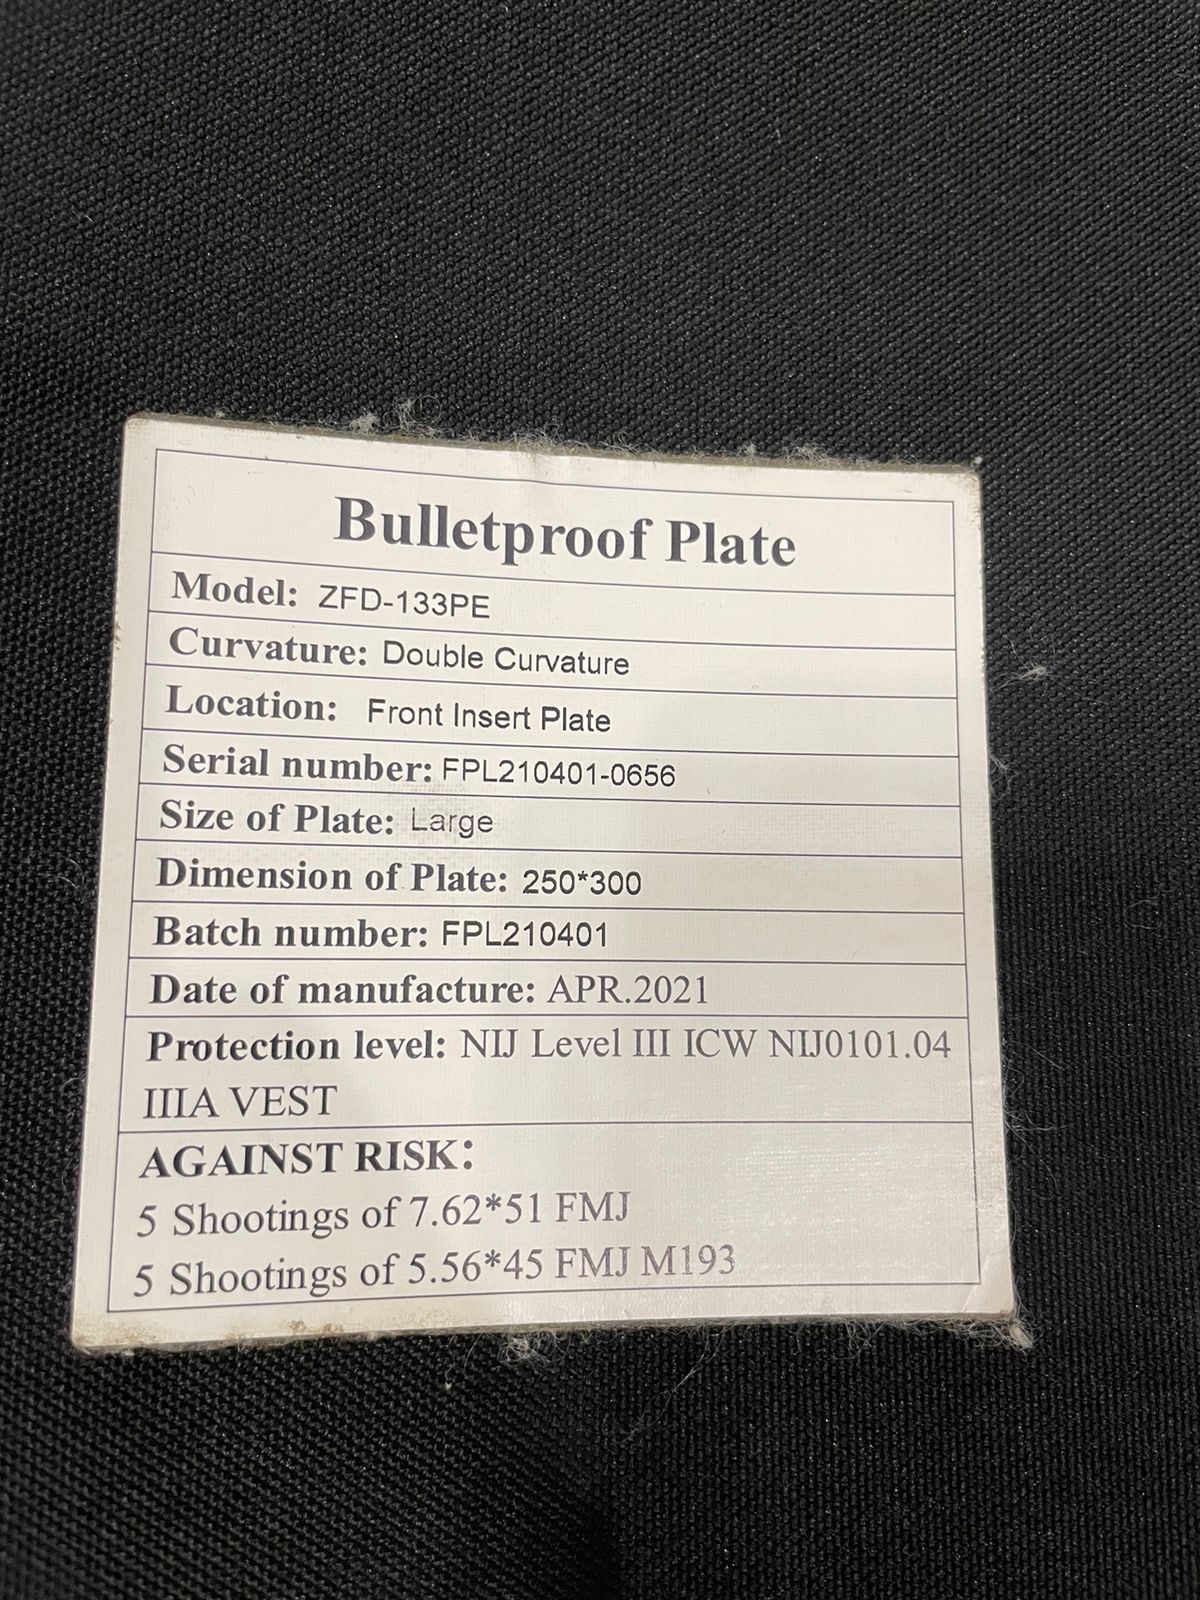 Bulletproof Plate
Model: ZFD-133PE
Curvature: Double Curvature
Location: Front Insert Plate
Serial number: FPL210401-0656
Size of Plate: Large
Dimension of Plate: 250*300
Batch number: FPL210401
Date of manufacture: APR.2021
Protection level: NIJ Level III ICW NIJ0101.04
IIIA VEST
AGAINST RISK:
5 Shootings of 7.62*51 FMJ
5 Shootings of 5.56*45 FMJ M193